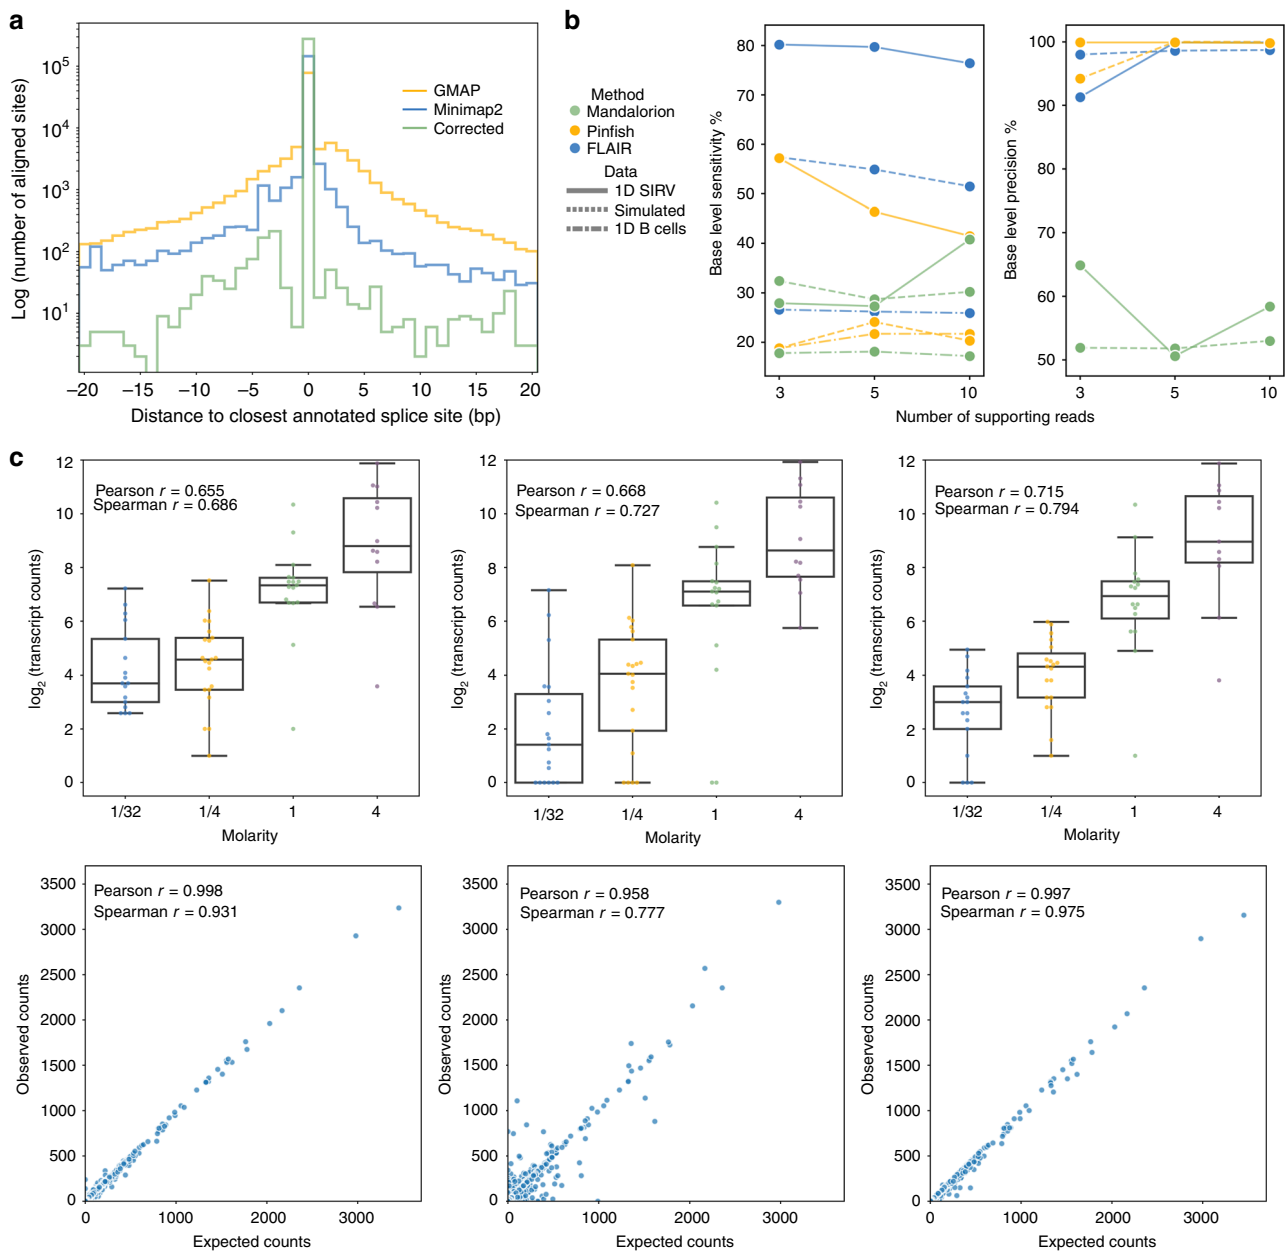 a
Log (number of aligned sites)
10^5
10^4
10^3
10^2
10^1
GMAP
Minimap2
Corrected
−20 −15 −10 −5 0 5 10 15 20
Distance to closest annotated splice site (bp)
b
Method
Mandalorion
Pinfish
FLAIR
Data
1D SIRV
Simulated
1D B cells
Base level sensitivity %
80
70
60
50
40
30
20
3 5 10
Base level precision %
100
90
80
70
60
50
3 5 10
Number of supporting reads
c
log2 (transcript counts)
12
10
8
6
4
2
0
Pearson r = 0.655
Spearman r = 0.686
1/32 1/4 1 4
Molarity
log2 (transcript counts)
12
10
8
6
4
2
0
Pearson r = 0.668
Spearman r = 0.727
1/32 1/4 1 4
Molarity
log2 (transcript counts)
12
10
8
6
4
2
0
Pearson r = 0.715
Spearman r = 0.794
1/32 1/4 1 4
Molarity
Observed counts
3500
3000
2500
2000
1500
1000
500
0
Pearson r = 0.998
Spearman r = 0.931
0 1000 2000 3000
Expected counts
Observed counts
3500
3000
2500
2000
1500
1000
500
0
Pearson r = 0.958
Spearman r = 0.777
0 1000 2000 3000
Expected counts
Observed counts
3500
3000
2500
2000
1500
1000
500
0
Pearson r = 0.997
Spearman r = 0.975
0 1000 2000 3000
Expected counts